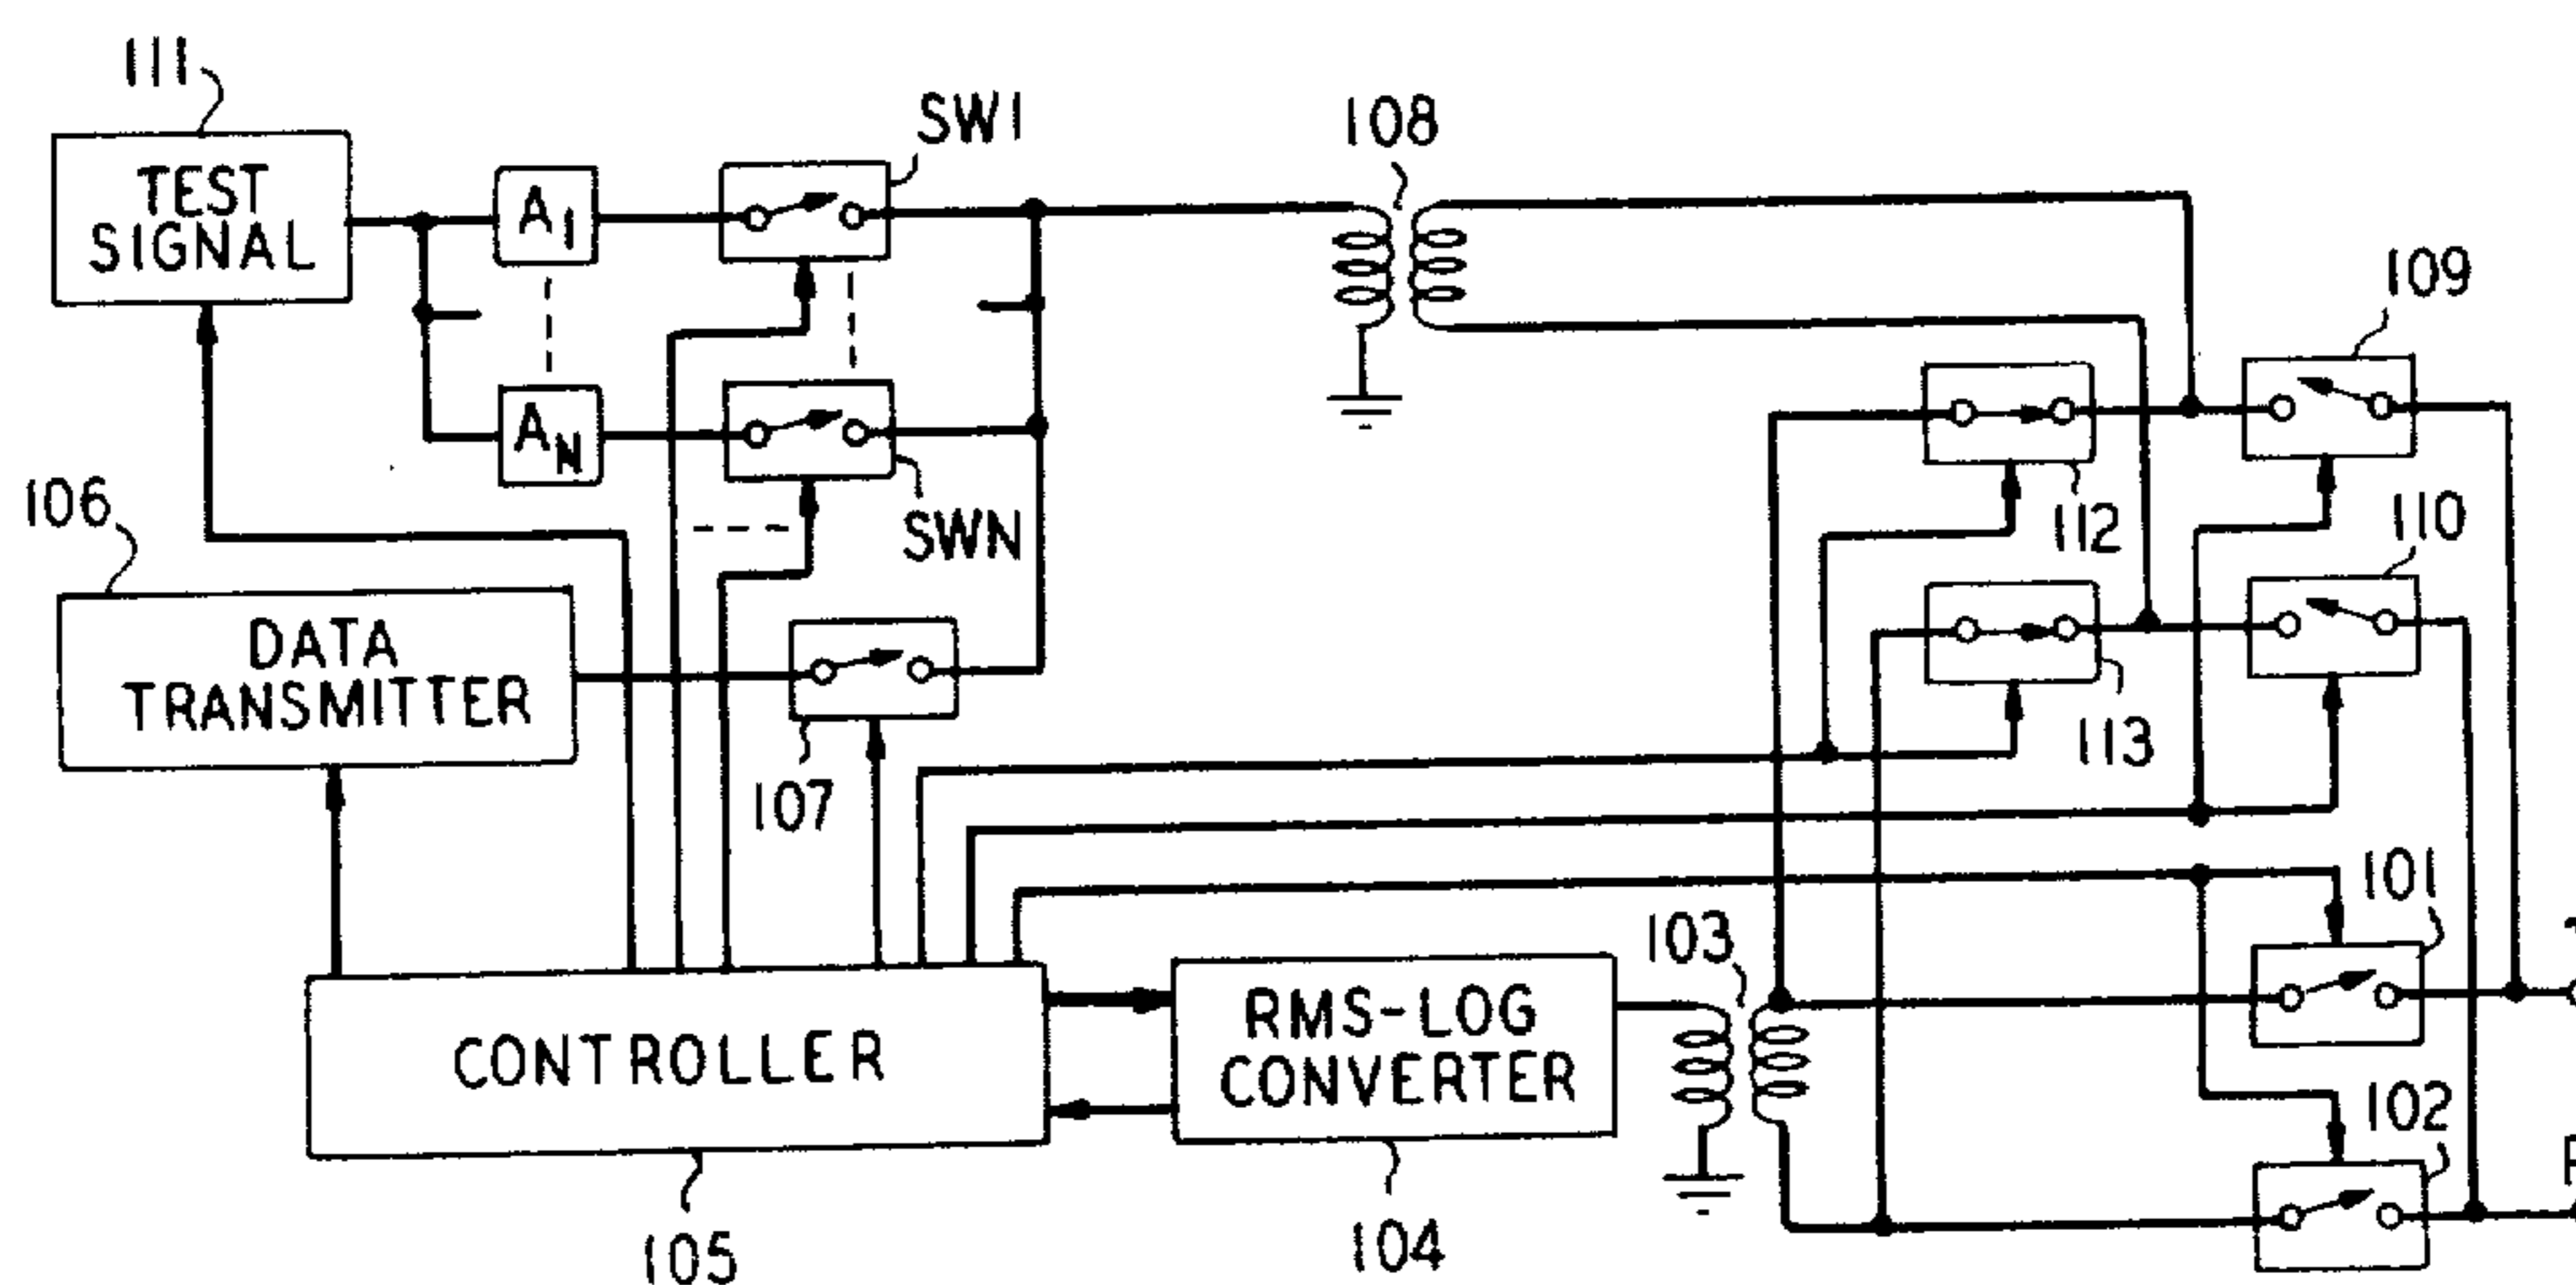 111
TEST
SIGNAL
A1
SW1
108
109
AN
SWN
112
110
106
DATA
TRANSMITTER
107
113
101
103
CONTROLLER
RMS-LOG
CONVERTER
102
105
104